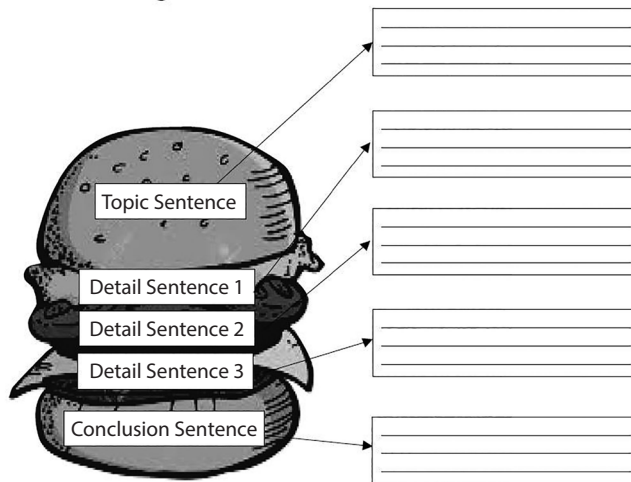 Topic Sentence
Detail Sentence 1
Detail Sentence 2
Detail Sentence 3
Conclusion Sentence